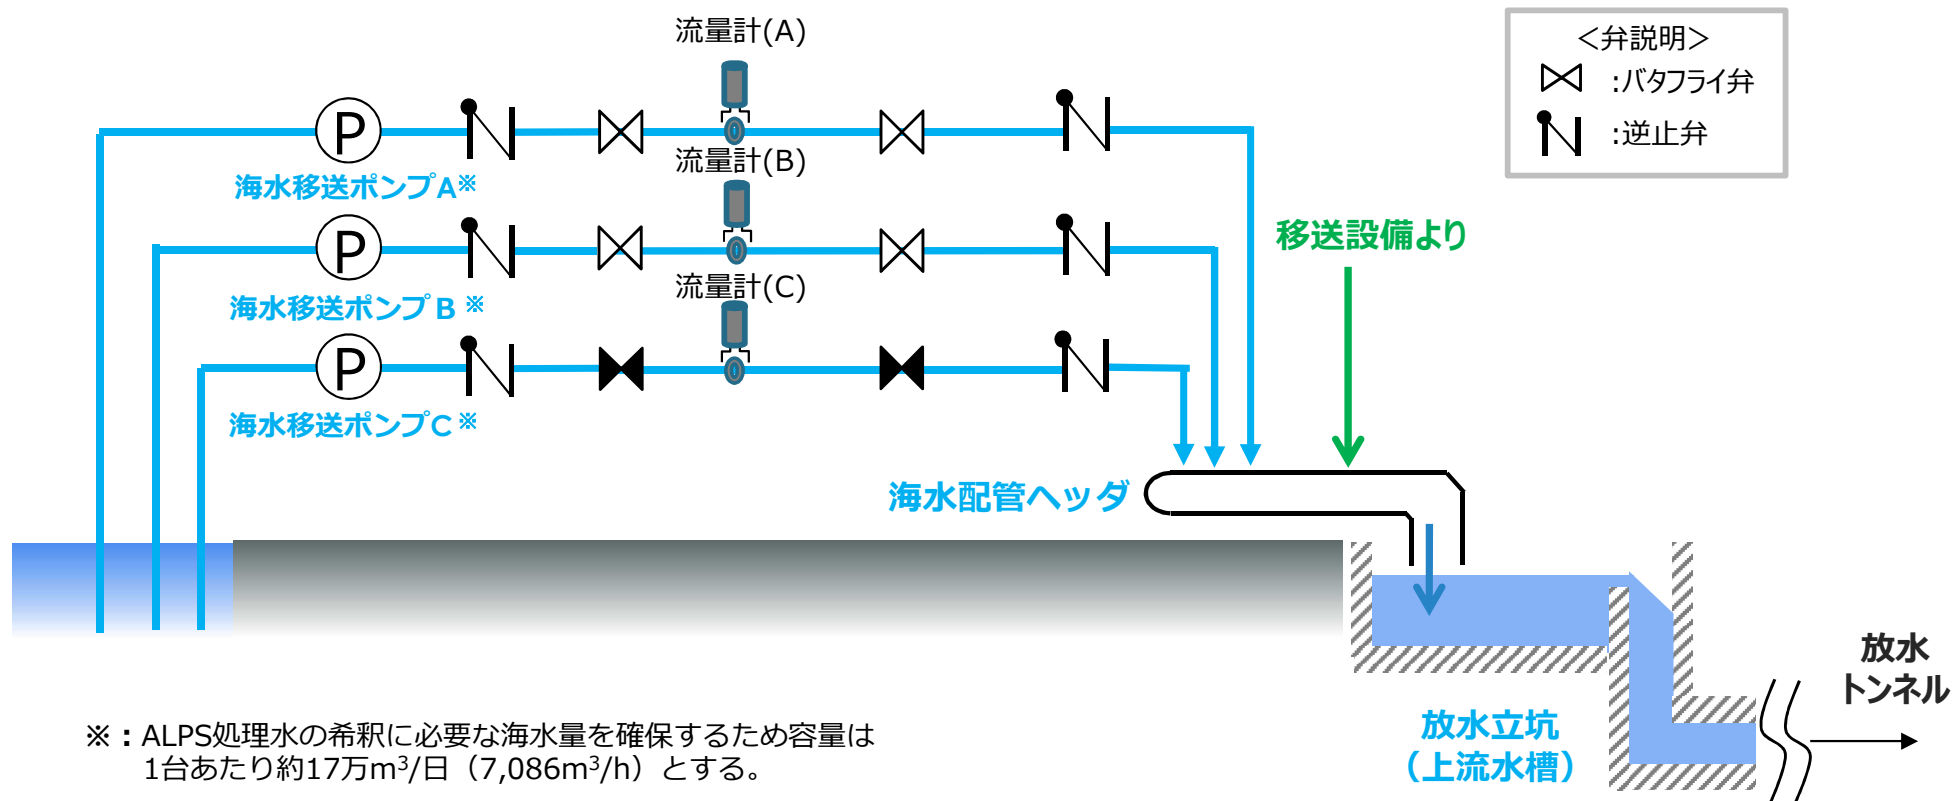 流量計(A)
<弁説明>
:バタフライ弁
:逆止弁
P
海水移送ポンプA※
流量計(B)
P
海水移送ポンプB※
流量計(C)
P
海水移送ポンプC※
移送設備より
海水配管ヘッダ
放水
トンネル
放水立坑
(上流水槽)
※:ALPS処理水の希釈に必要な海水量を確保するため容量は
1台あたり約17万m³/日(7,086m³/h)とする。